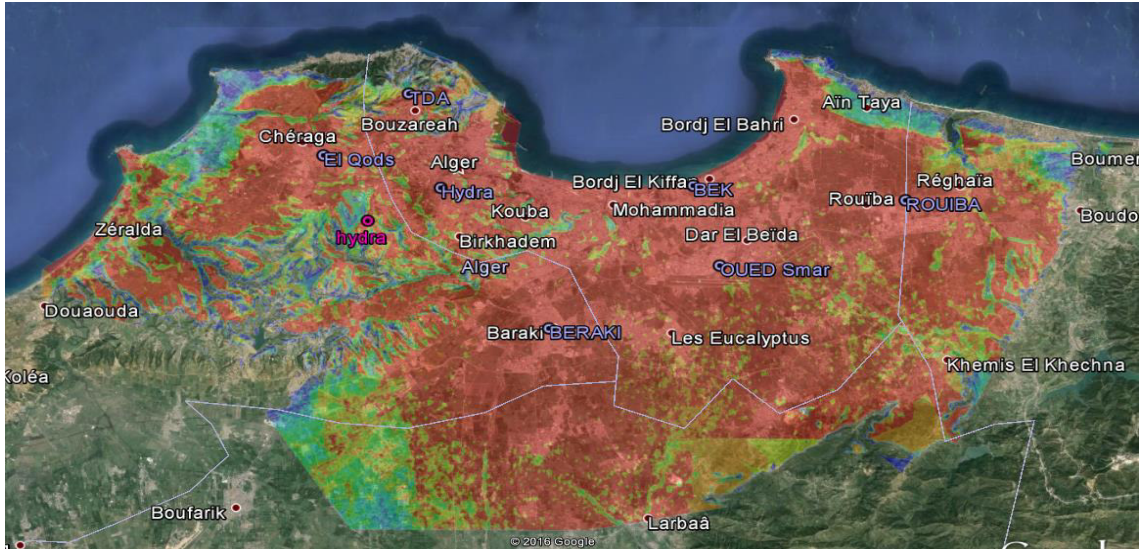 TDA
Aïn Taya
Bouzareah
Bordj El Bahri
Chéraga
El Qods
Alger
Boumer
Bordj El Kiffan
BEK
Réghaïa
Hydra
Rouïba
ROUIBA
Kouba
Mohammadia
Boudo
Zéralda
hydra
Birkhadem
Dar El Beïda
Alger
OUED Smar
Douaouda
Baraki
BERAKI
Les Eucalyptus
Khemis El Khechna
Koléa
Boufarik
Larbaâ
© 2016 Google